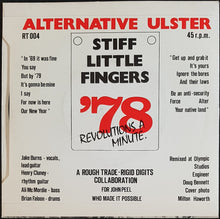 ALTERNATIVE ULSTER
RT 004
45 r.p.m.
STIFF
LITTLE
FINGERS
'78
REVOLUTIONS A
MINUTE.
"In '69 it was fine
You say
But by '79
It's gonna be mine
I say
For now is here
Our New Year"
"Get up and grab it
It's yours
Ignore the bores
And their laws
Be an anti-security
Force
Alter
Your native land"
Jake Burns - vocals,
lead guitar
Henry Cluney -
rhythm guitar
Ali Mc.Mordie - bass
Brian Faloon - drums
A ROUGH TRADE-RIGID DIGITS
COLLABORATION
FOR JOHN PEEL
WHO MADE IT POSSIBLE
Remixed at Olympic
Studios
Engineer
Doug Bennett
Cover photo
Milton Haworth